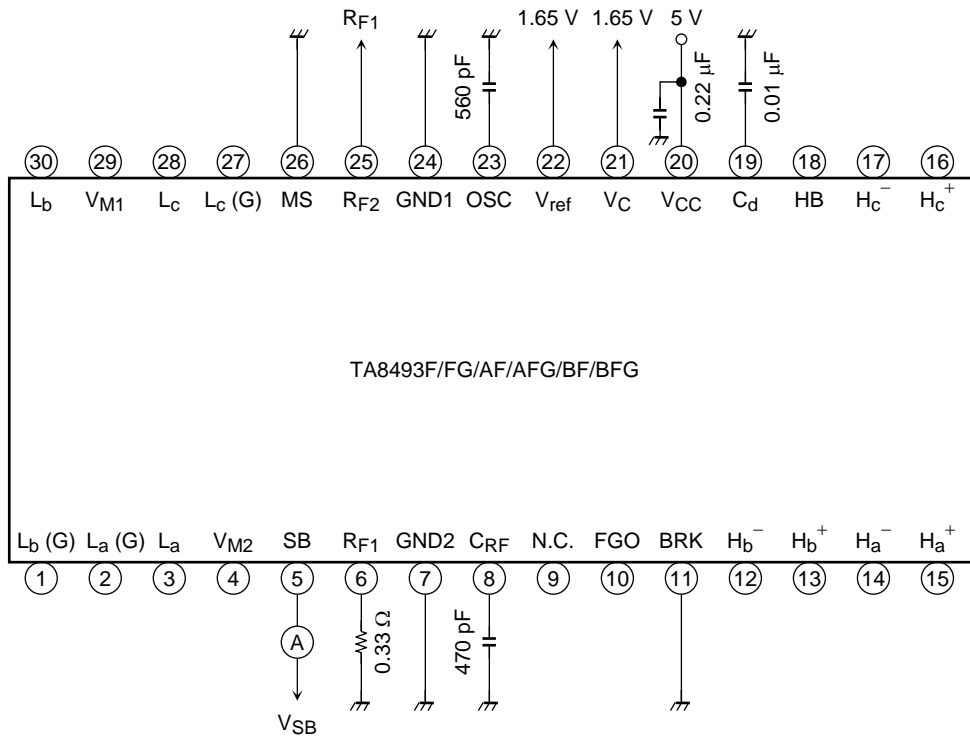 R_F1 1.65 V 1.65 V 5 V
560 pF 0.22 μF 0.01 μF
30 29 28 27 26 25 24 23 22 21 20 19 18 17 16
L_b V_M1 L_c L_c (G) MS R_F2 GND1 OSC V_ref V_C V_CC C_d HB H_c^− H_c^+
TA8493F/FG/AF/AFG/BF/BFG
L_b (G) L_a (G) L_a V_M2 SB R_F1 GND2 C_RF N.C. FGO BRK H_b^− H_b^+ H_a^− H_a^+
1 2 3 4 5 6 7 8 9 10 11 12 13 14 15
A 0.33 Ω 470 pF
V_SB